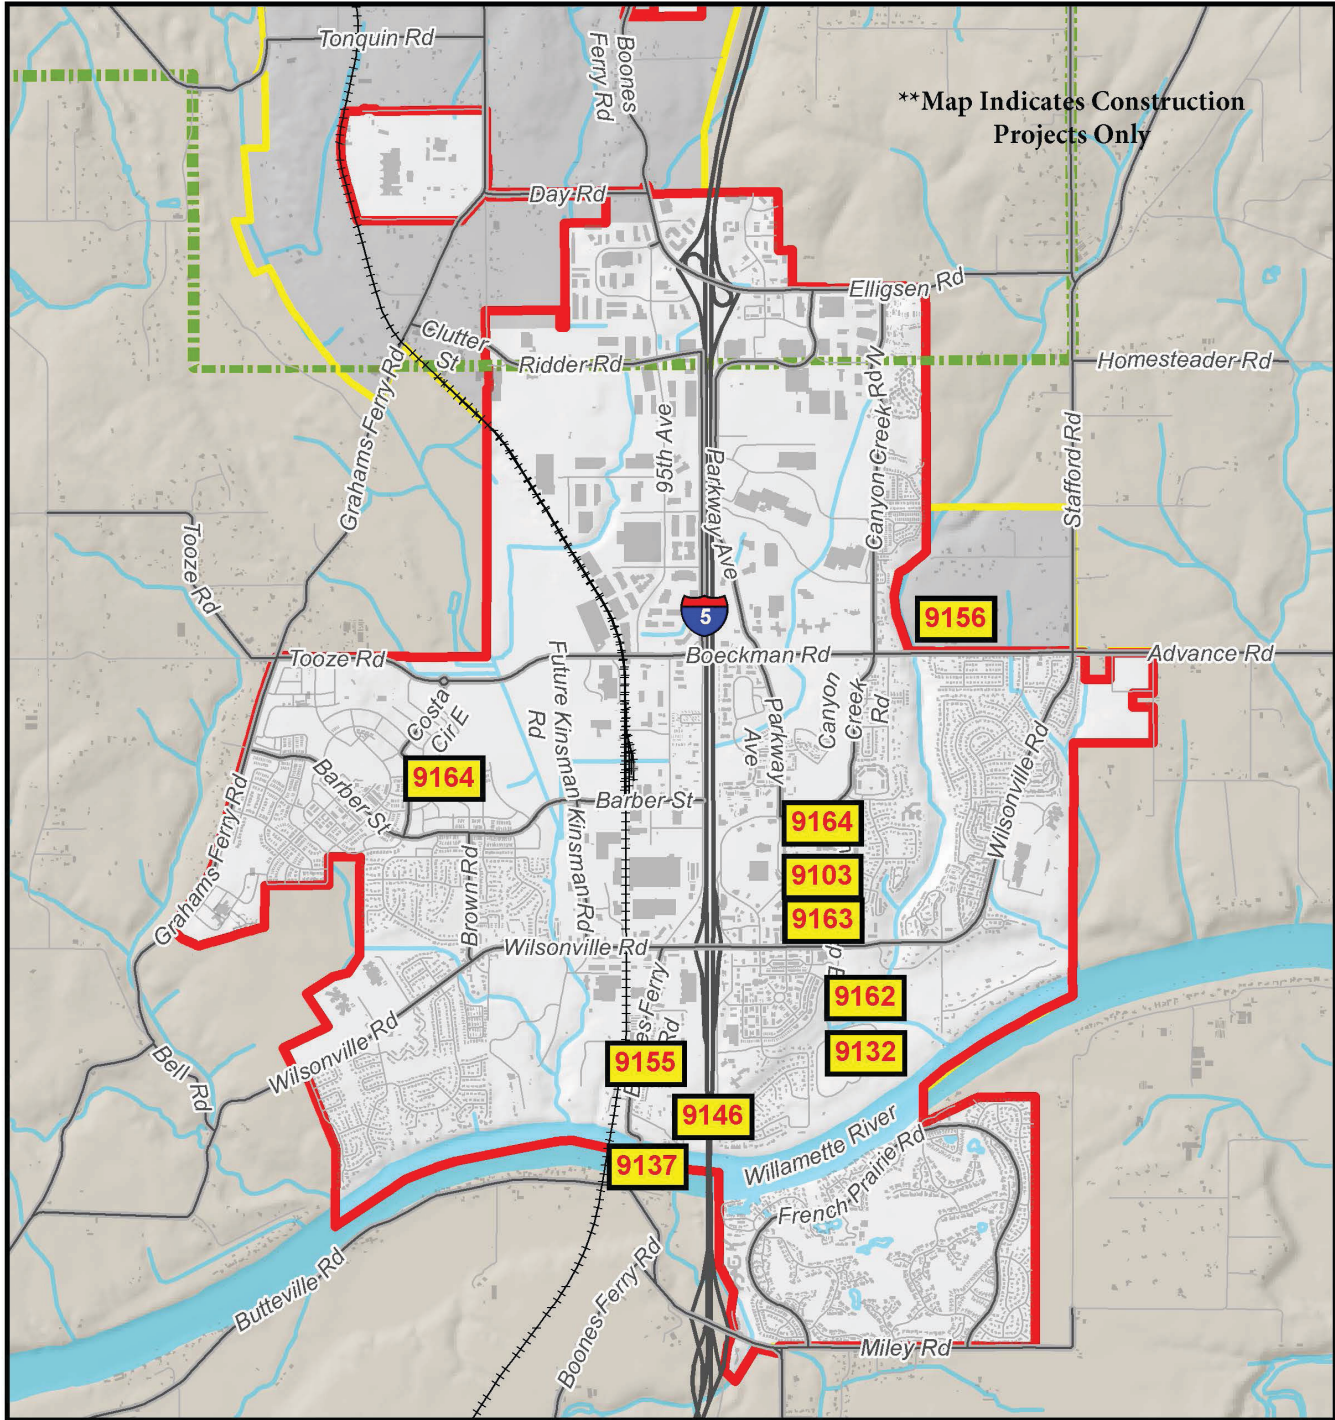 Tonquin Rd
Boones
Ferry Rd
**Map Indicates Construction
Projects Only
Day Rd
Elligsen Rd
Clutter
St
Ridder Rd
Homesteader Rd
Grahams Ferry Rd
95th Ave
Parkway Ave
Canyon Creek Rd N
Stafford Rd
Tooze Rd
5
9156
Tooze Rd
Boeckman Rd
Advance Rd
Costa
Cir E
Future Kinsman
Rd
Parkway
Ave
Canyon
Creek
Rd
Wilsonville Rd
Barber St
9164
Barber St
9164
Grahams Ferry Rd
Brown Rd
Kinsman Rd
9103
9163
Wilsonville Rd
9162
Wilsonville Rd
Bell Rd
9132
9155
es Ferry
Rd
9146
9137
Willamette River
French Prairie Rd
Butteville Rd
Boones Ferry Rd
Miley Rd